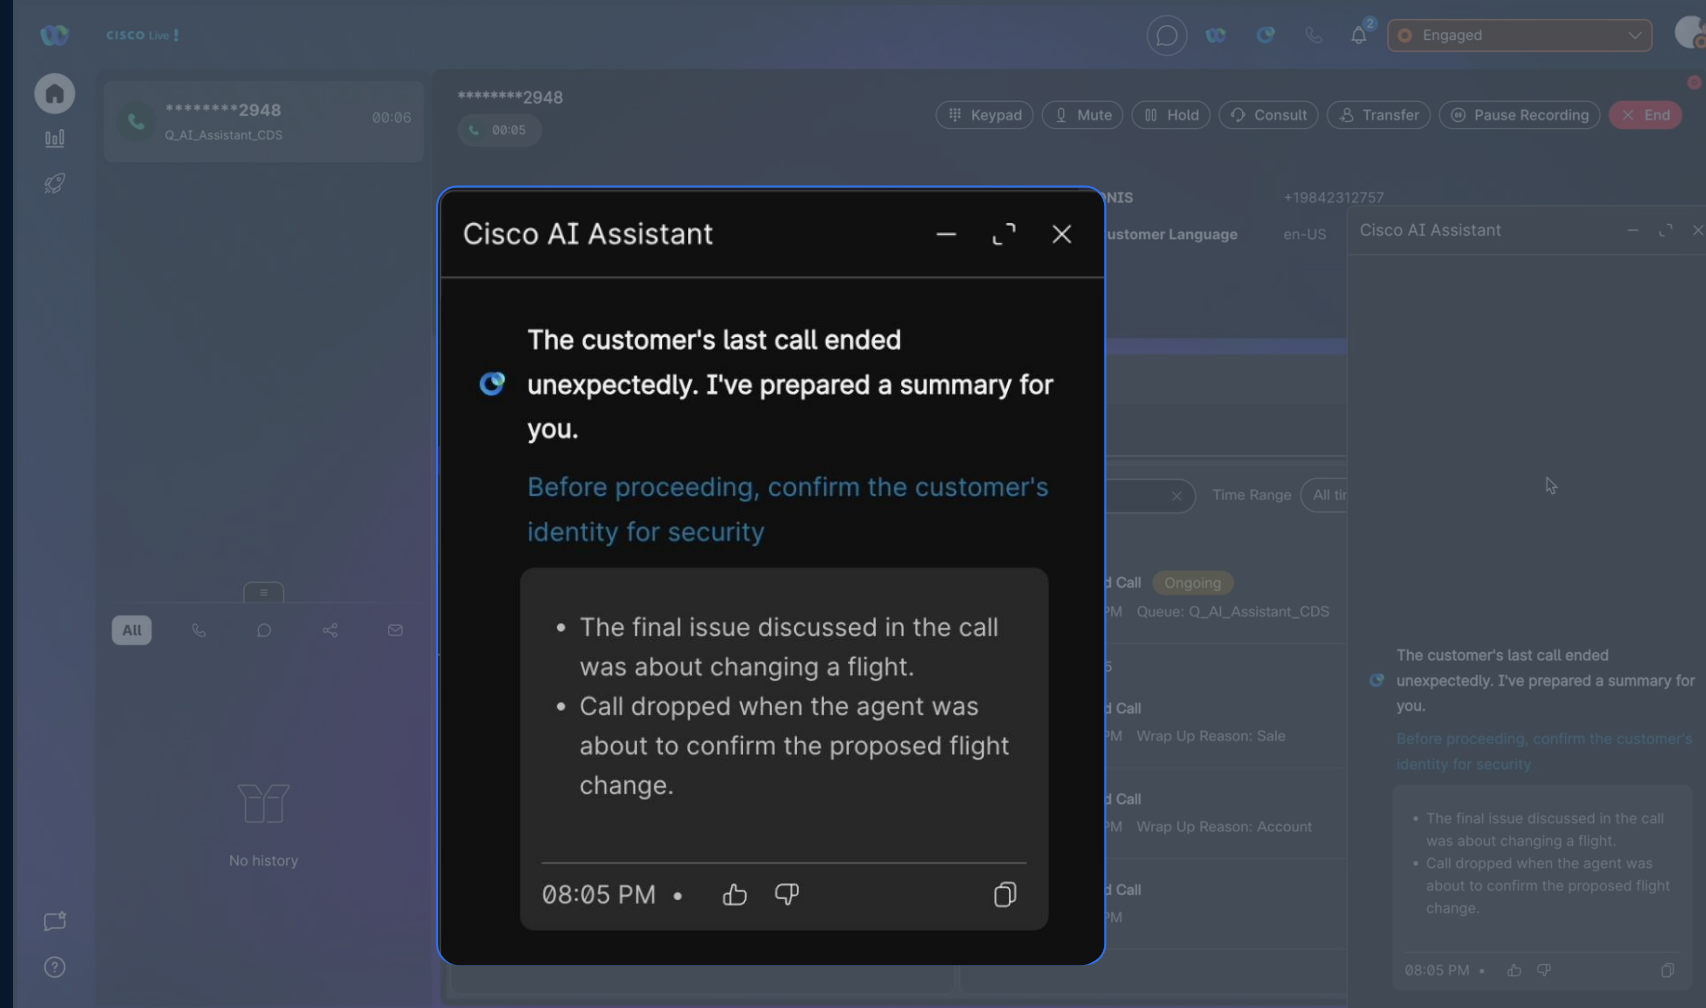 CISCO Live!
2
Engaged
********2948
00:06
Q_AI_Assistant_CDS
********2948
00:05
Keypad
Mute
Hold
Consult
Transfer
Pause Recording
End
NIS
+19842312757
ustomer Language
en-US
Cisco AI Assistant
The customer's last call ended
unexpectedly. I've prepared a summary for
you.
Before proceeding, confirm the customer's
identity for security
• The final issue discussed in the call
was about changing a flight.
• Call dropped when the agent was
about to confirm the proposed flight
change.
08:05 PM •
Time Range
All tir
d Call
Ongoing
PM Queue: Q_AI_Assistant_CDS
5
d Call
PM Wrap Up Reason: Sale
d Call
PM Wrap Up Reason: Account
d Call
PM
All
No history
Cisco AI Assistant
The customer's last call ended
unexpectedly. I've prepared a summary for
you.
Before proceeding, confirm the customer's
identity for security
• The final issue discussed in the call
was about changing a flight.
• Call dropped when the agent was
about to confirm the proposed flight
change.
08:05 PM •